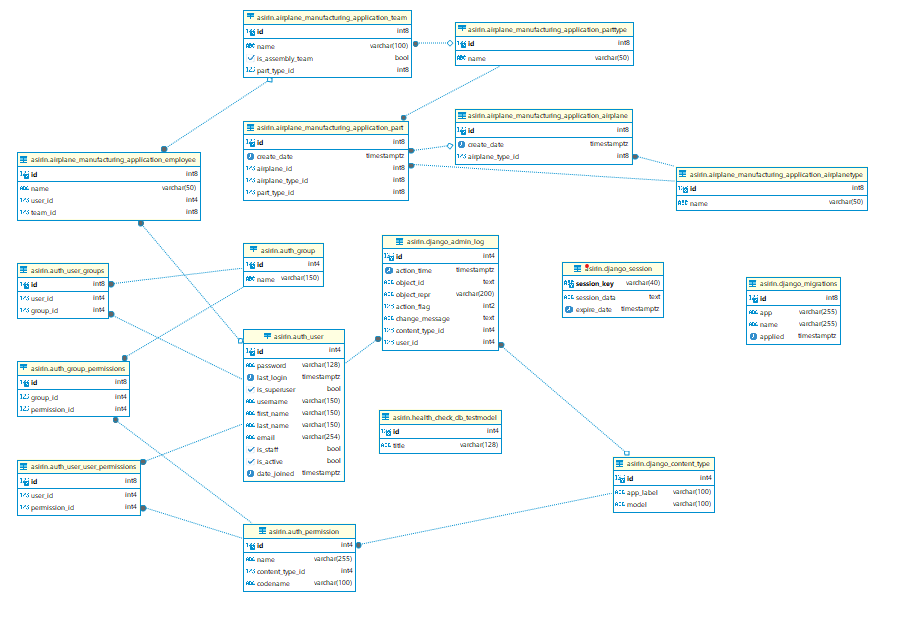 asirin.airplane_manufacturing_application_team
id int8
name varchar(100)
is_assembly_team bool
part_type_id int8
asirin.airplane_manufacturing_application_parttype
id int8
name varchar(50)
asirin.airplane_manufacturing_application_part
id int8
create_date timestamptz
airplane_id int8
airplane_type_id int8
part_type_id int8
asirin.airplane_manufacturing_application_airplane
id int8
create_date timestamptz
airplane_type_id int8
asirin.airplane_manufacturing_application_employee
id int8
name varchar(50)
user_id int4
team_id int8
asirin.airplane_manufacturing_application_airplanetype
id int8
name varchar(50)
asirin.auth_user_groups
id int8
user_id int4
group_id int4
asirin.auth_group
id int4
name varchar(150)
asirin.django_admin_log
id int4
action_time timestamptz
object_id text
object_repr varchar(200)
action_flag int2
change_message text
content_type_id int4
user_id int4
asirin.django_session
session_key varchar(40)
session_data text
expire_date timestamptz
asirin.django_migrations
id int8
app varchar(255)
name varchar(255)
applied timestamptz
asirin.auth_group_permissions
id int8
group_id int4
permission_id int4
asirin.auth_user
id int4
password varchar(128)
last_login timestamptz
is_superuser bool
username varchar(150)
first_name varchar(150)
last_name varchar(150)
email varchar(254)
is_staff bool
is_active bool
date_joined timestamptz
asirin.health_check_db_testmodel
id int4
title varchar(128)
asirin.auth_user_user_permissions
id int8
user_id int4
permission_id int4
asirin.django_content_type
id int4
app_label varchar(100)
model varchar(100)
asirin.auth_permission
id int4
name varchar(255)
content_type_id int4
codename varchar(100)